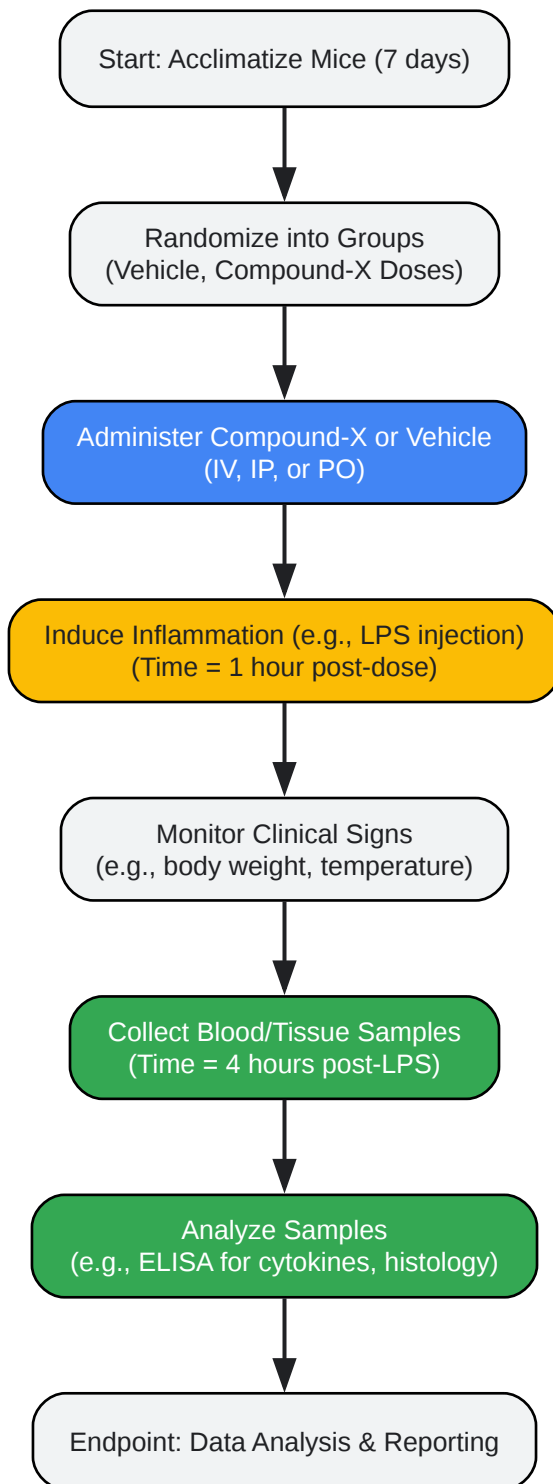 Start: Acclimatize Mice (7 days)
Randomize into Groups
(Vehicle, Compound-X Doses)
Administer Compound-X or Vehicle
(IV, IP, or PO)
Induce Inflammation (e.g., LPS injection)
(Time = 1 hour post-dose)
Monitor Clinical Signs
(e.g., body weight, temperature)
Collect Blood/Tissue Samples
(Time = 4 hours post-LPS)
Analyze Samples
(e.g., ELISA for cytokines, histology)
Endpoint: Data Analysis & Reporting